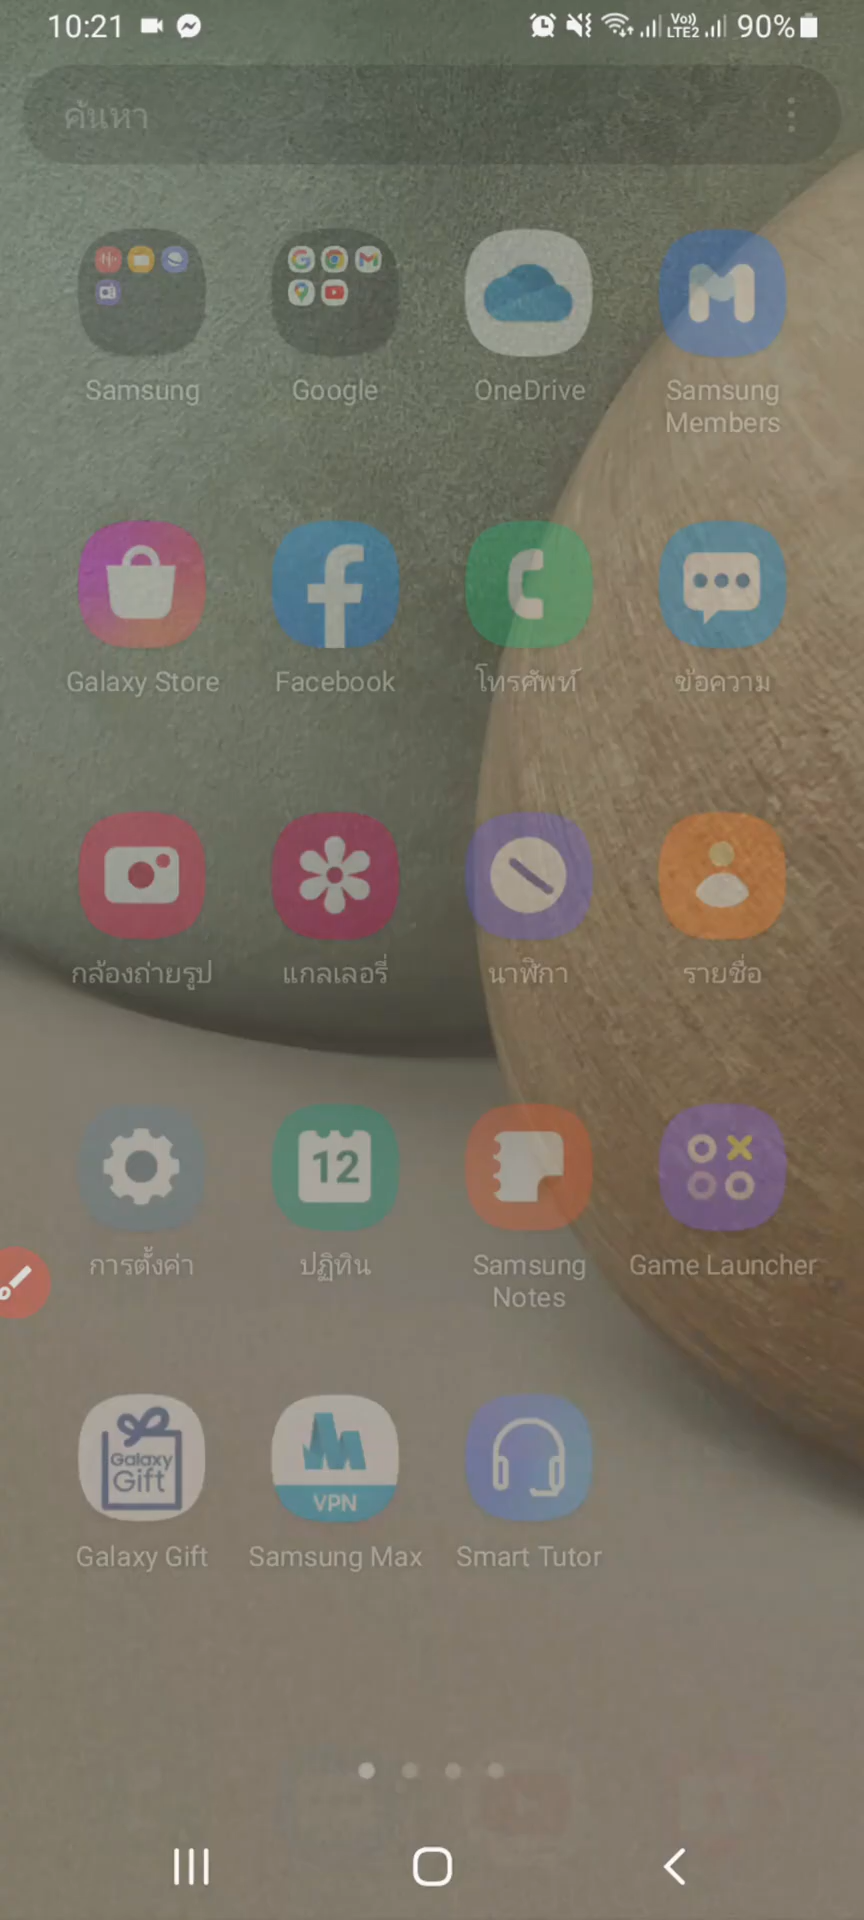 10:21
Vo))
LTE2
90%
ค้นหา
Samsung
Google
OneDrive
Samsung
Members
Galaxy Store
Facebook
โทรศัพท์
ข้อความ
กล้องถ่ายรูป
แกลเลอรี่
นาฬิกา
รายชื่อ
12
การตั้งค่า
ปฏิทิน
Samsung
Notes
Game Launcher
Galaxy
Gift
VPN
Galaxy Gift
Samsung Max
Smart Tutor